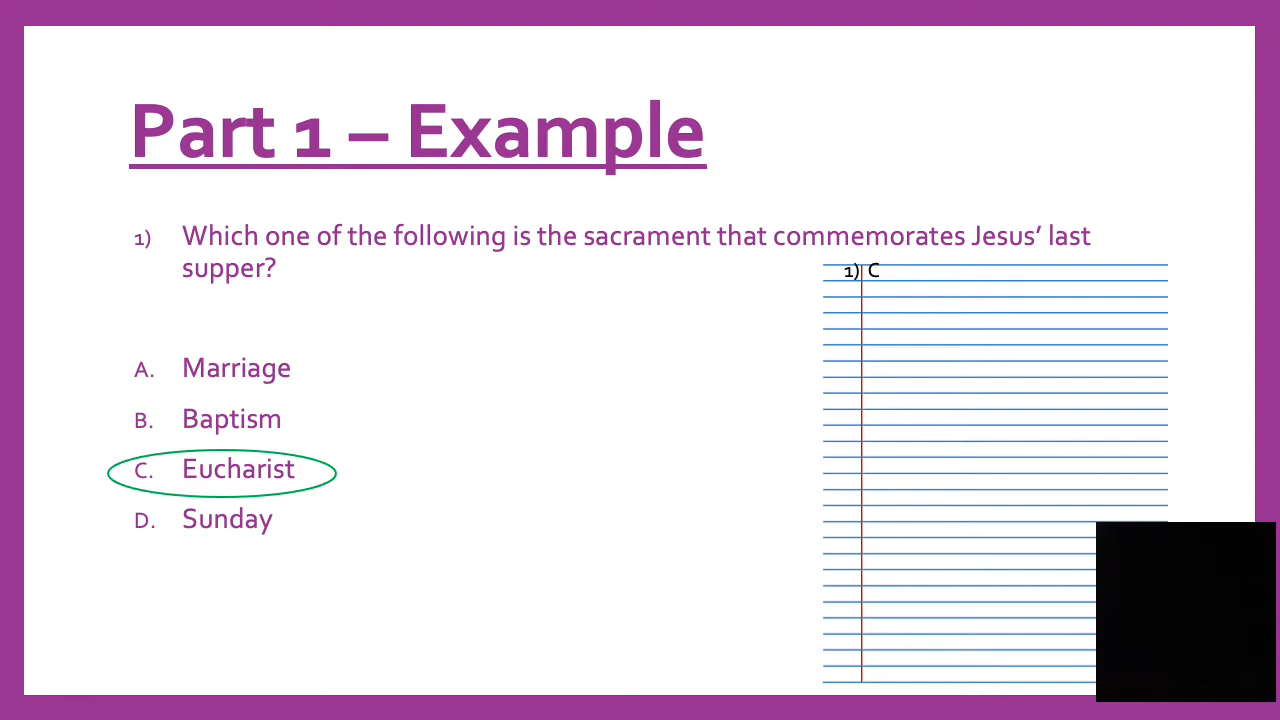 Part 1 – Example
1) Which one of the following is the sacrament that commemorates Jesus’ last
supper?
1) C
A. Marriage
B. Baptism
C. Eucharist
D. Sunday